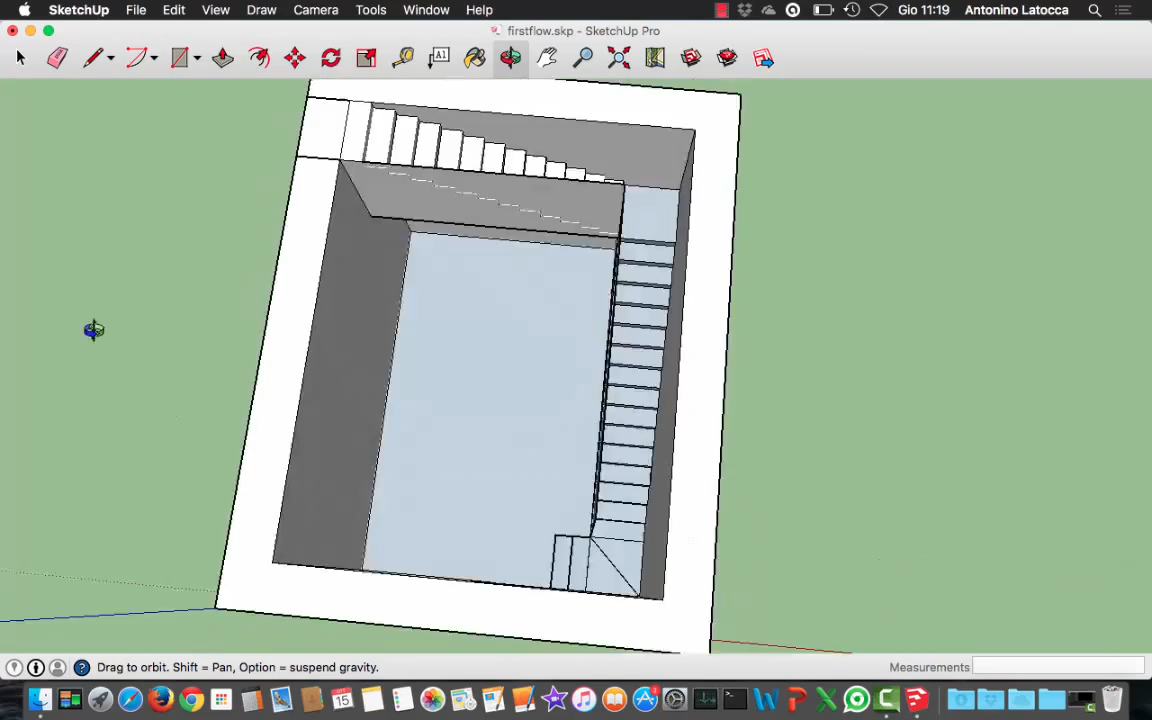 SketchUp File Edit View Draw Camera Tools Window Help Gio 11:19 Antonino Latocca
firstflow.skp - SketchUp Pro
A1
Drag to orbit. Shift = Pan, Option = suspend gravity. Measurements